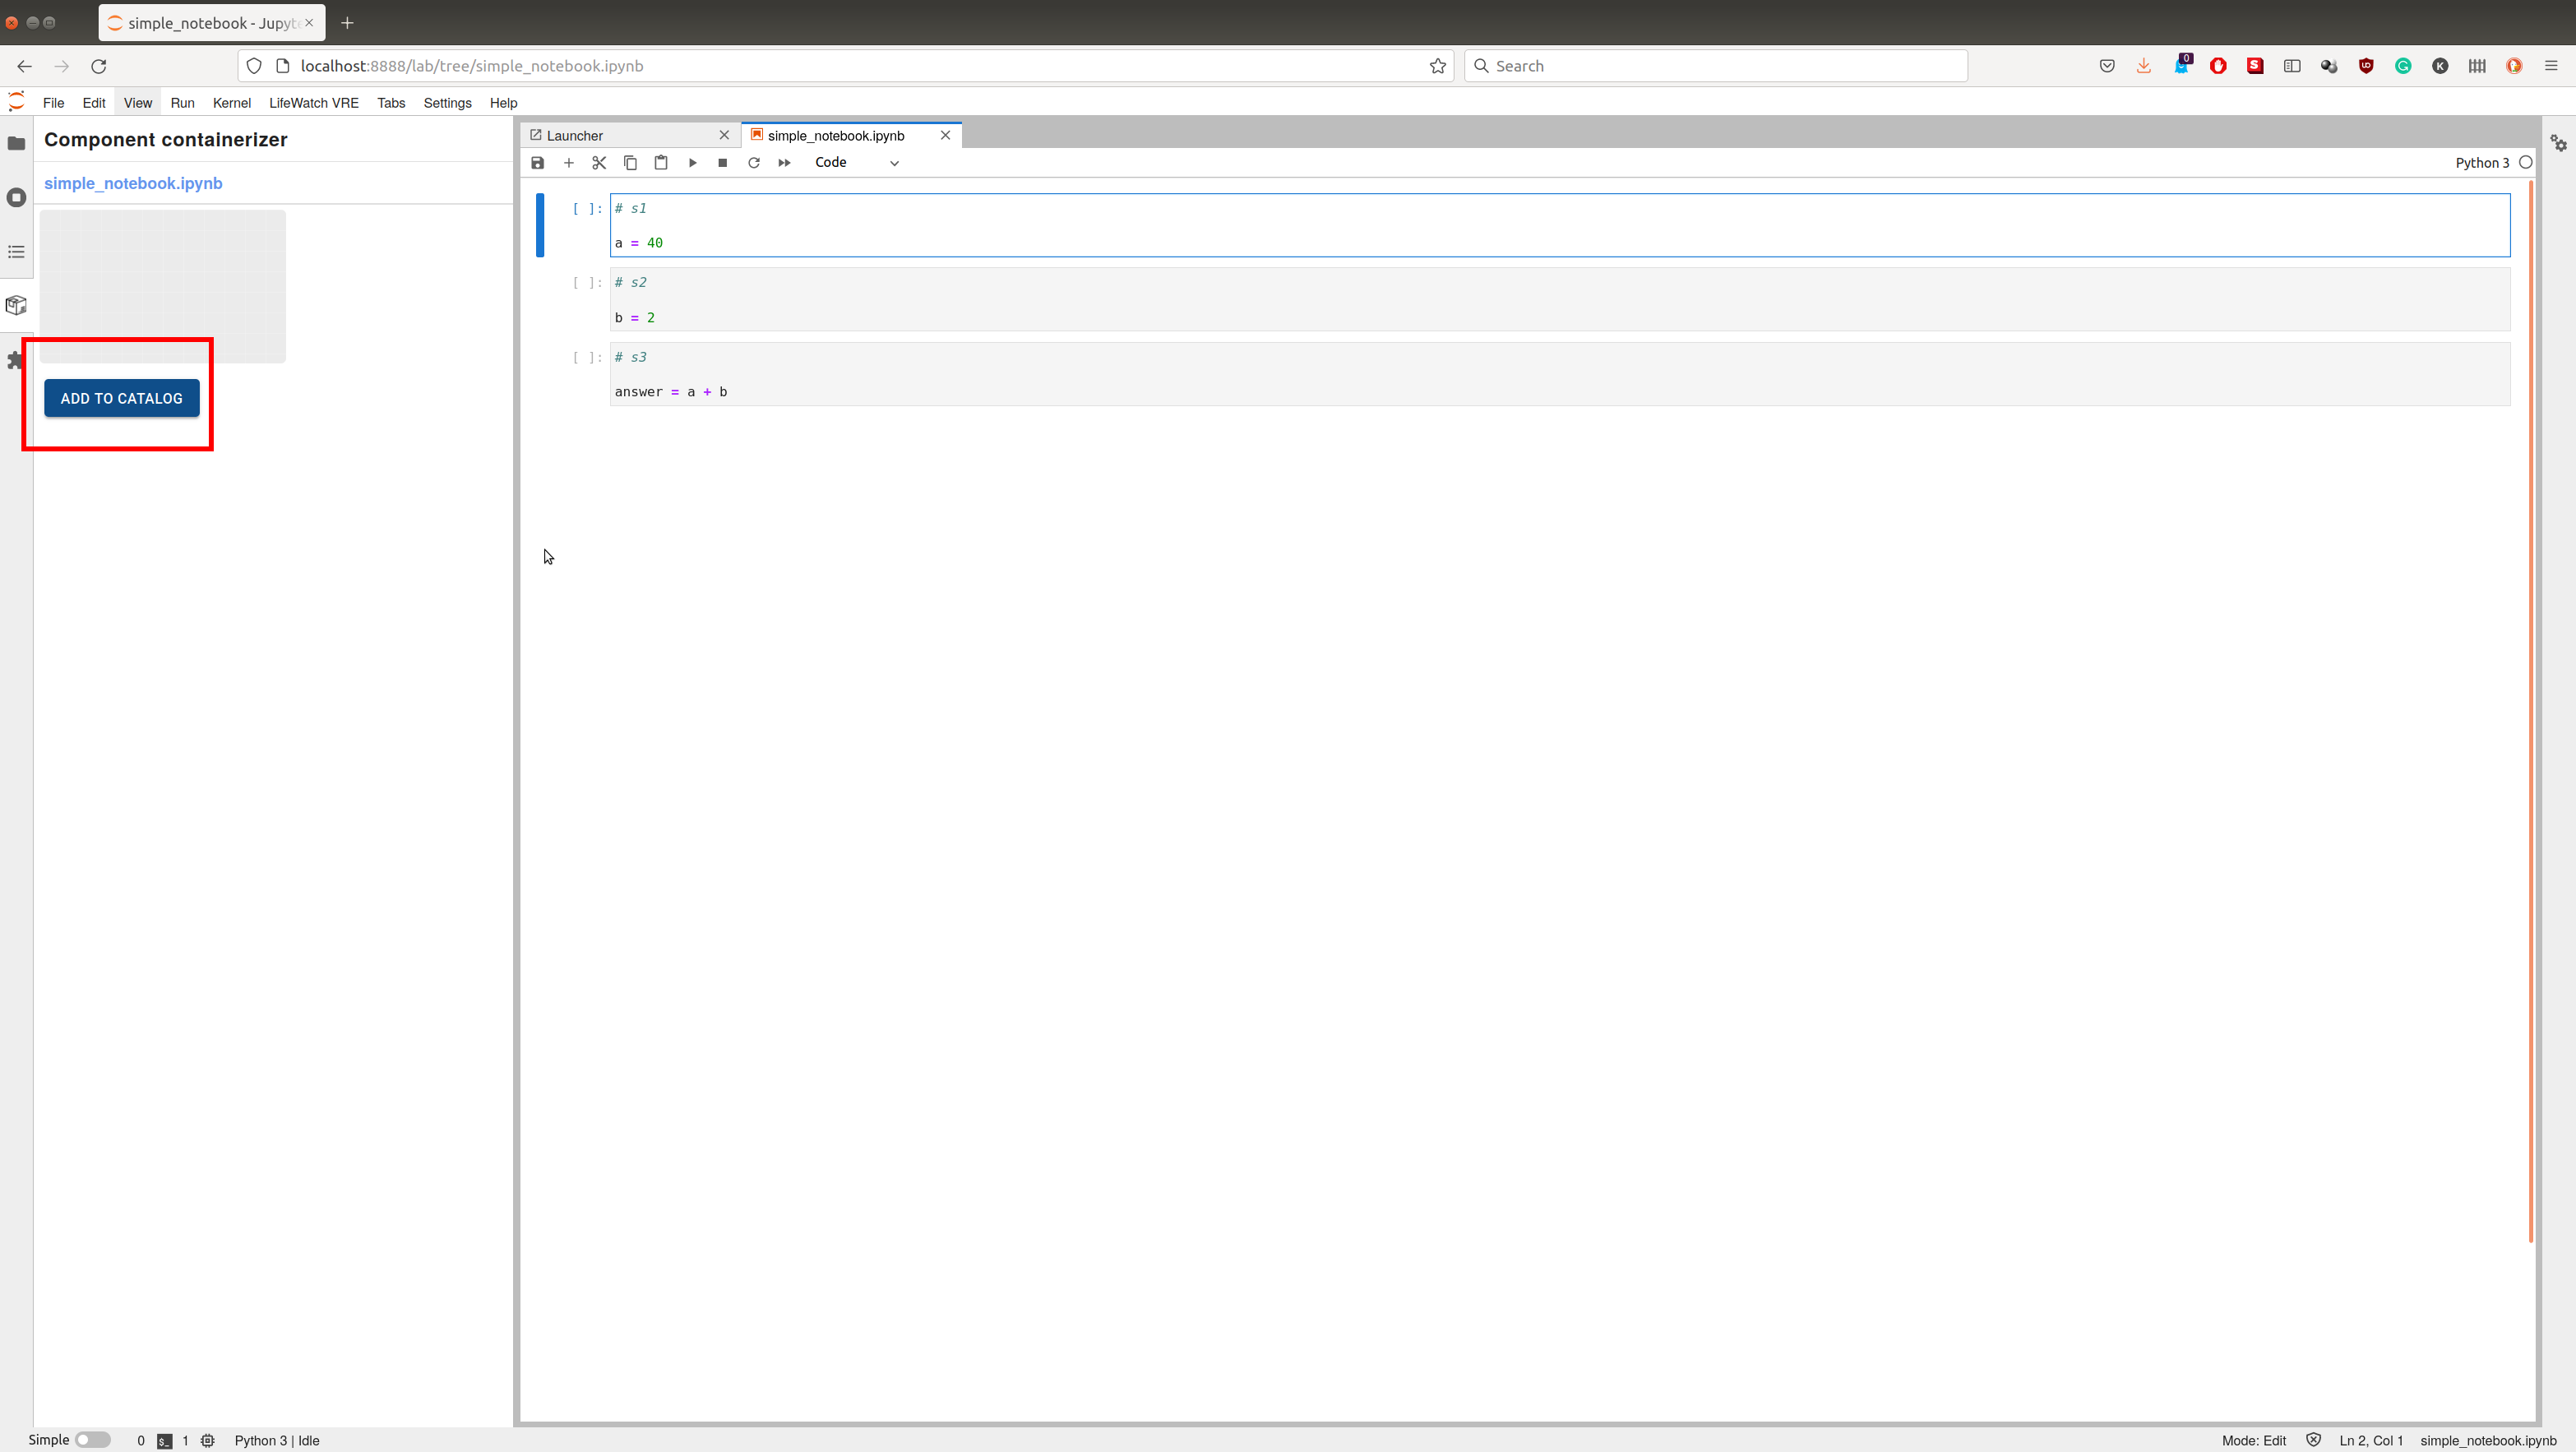 simple_notebook - Jupyt
localhost:8888/lab/tree/simple_notebook.ipynb
Search
0
File Edit View Run Kernel LifeWatch VRE Tabs Settings Help
Component containerizer
simple_notebook.ipynb
ADD TO CATALOG
Launcher
simple_notebook.ipynb
Code
Python 3
[ ]: # s1
a = 40
[ ]: # s2
b = 2
[ ]: # s3
answer = a + b
Simple 0 $_ 1 Python 3 | Idle
Mode: Edit Ln 2, Col 1 simple_notebook.ipynb